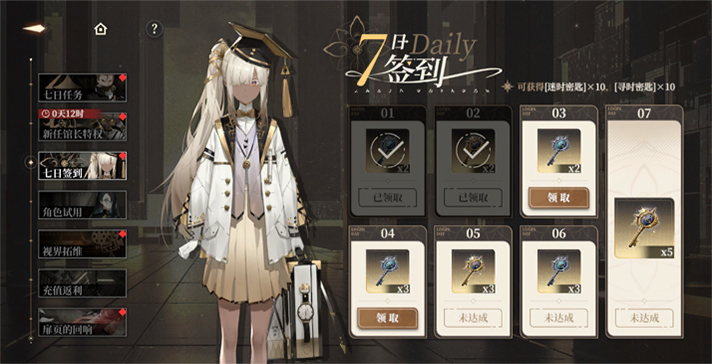 ?
7日签到
Daily
可获得[迷时密匙]×10, [寻时密匙]×10
七日任务
0天12时
新任馆长特权
七日签到
角色试用
视界拓维
充值返利
扉页的回响
01
x2
已领取
02
x2
已领取
03
x2
领取
04
x3
领取
05
x3
未达成
06
x3
未达成
07
x5
未达成